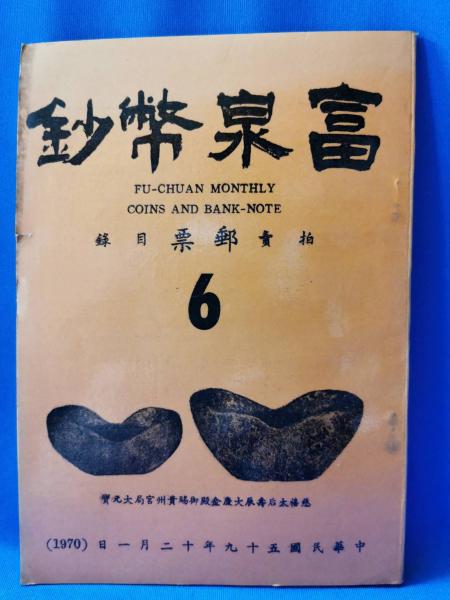 富泉幣鈔
FU-CHUAN MONTHLY
COINS AND BANK-NOTE
拍賣郵票目錄
6
慈禧太后壽辰大慶金殿御賜貴州官局大元寶
中華民國五十九年十二月一日 (1970)